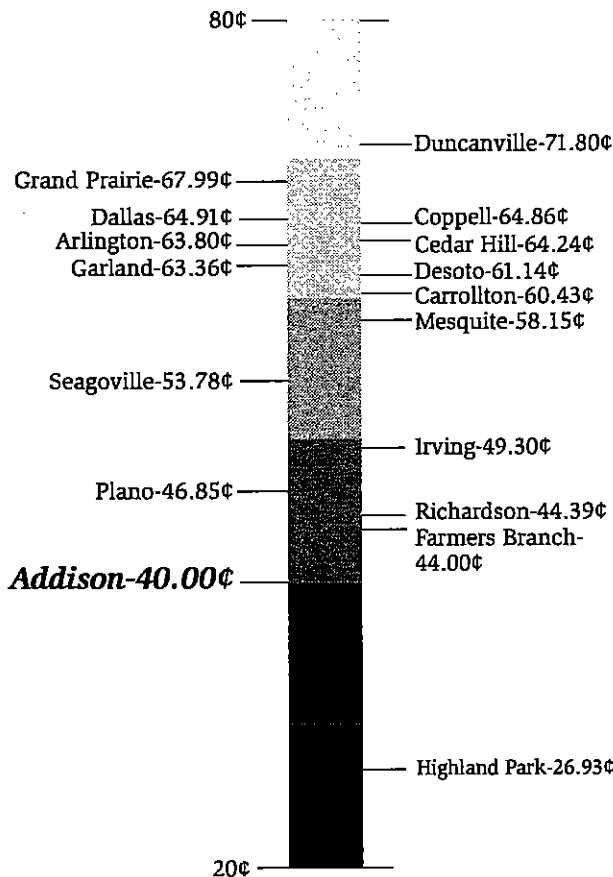 80¢
Duncanville-71.80¢
Grand Prairie-67.99¢
Dallas-64.91¢
Coppell-64.86¢
Arlington-63.80¢
Cedar Hill-64.24¢
Garland-63.36¢
Desoto-61.14¢
Carrollton-60.43¢
Mesquite-58.15¢
Seagoville-53.78¢
Irving-49.30¢
Plano-46.85¢
Richardson-44.39¢
Farmers Branch-
44.00¢
Addison-40.00¢
Highland Park-26.93¢
20¢